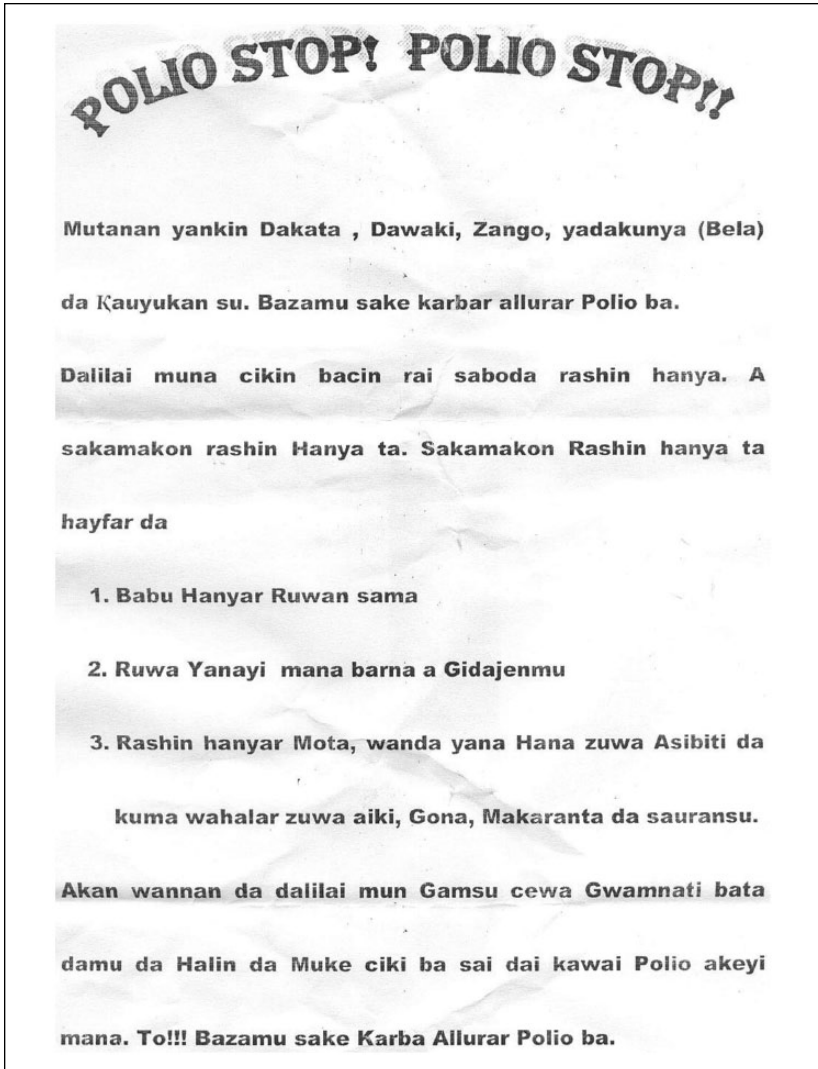 POLIO STOP! POLIO STOP!!
Mutanan yankin Dakata , Dawaki, Zango, yadakunya (Bela)
da Ƙauyukan su. Bazamu sake karbar allurar Polio ba.
Dalilai muna cikin bacin rai saboda rashin hanya. A
sakamakon rashin Hanya ta. Sakamakon Rashin hanya ta
hayfar da
1. Babu Hanyar Ruwan sama
2. Ruwa Yanayi mana barna a Gidajenmu
3. Rashin hanyar Mota, wanda yana Hana zuwa Asibiti da
kuma wahalar zuwa aiki, Gona, Makaranta da sauransu.
Akan wannan da dalilai mun Gamsu cewa Gwamnati bata
damu da Halin da Muke ciki ba sai dai kawai Polio akeyi
mana. To!!! Bazamu sake Karba Allurar Polio ba.